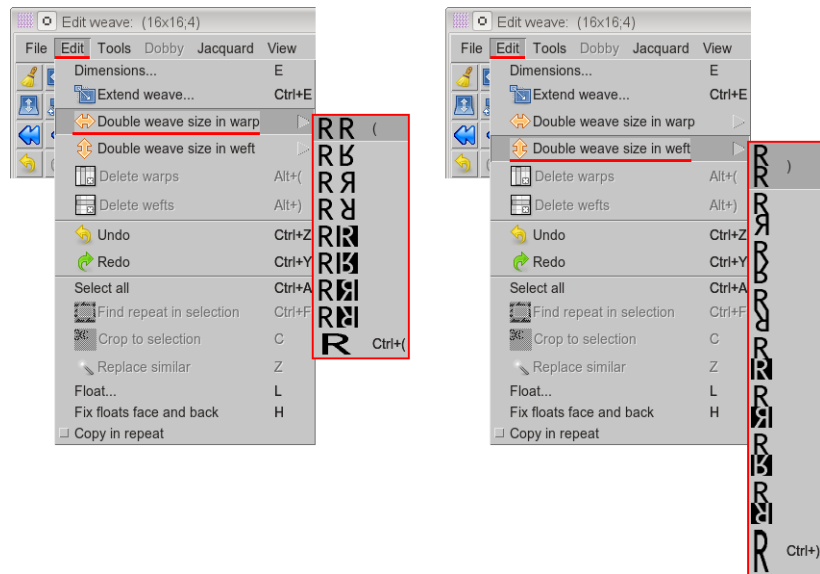 Edit weave: (16x16;4)
File Edit Tools Dobby Jacquard View
Dimensions... E
Extend weave... Ctrl+E
Double weave size in warp
Double weave size in weft
Delete warps Alt+(
Delete wefts Alt+)
Undo Ctrl+Z
Redo Ctrl+Y
Select all Ctrl+A
Find repeat in selection Ctrl+F
Crop to selection C
Replace similar Z
Float... L
Fix floats face and back H
Copy in repeat
R R (
R R
R R
R R
R R
R R
R R
R R
R Ctrl+(
Edit weave: (16x16;4)
File Edit Tools Dobby Jacquard View
Dimensions... E
Extend weave... Ctrl+E
Double weave size in warp
Double weave size in weft
Delete warps Alt+(
Delete wefts Alt+)
Undo Ctrl+Z
Redo Ctrl+Y
Select all Ctrl+A
Find repeat in selection Ctrl+F
Crop to selection C
Replace similar Z
Float... L
Fix floats face and back H
Copy in repeat
R
R )
R
R
R
R
R
R
R
R
R
R
R
R
R
R
R Ctrl+)